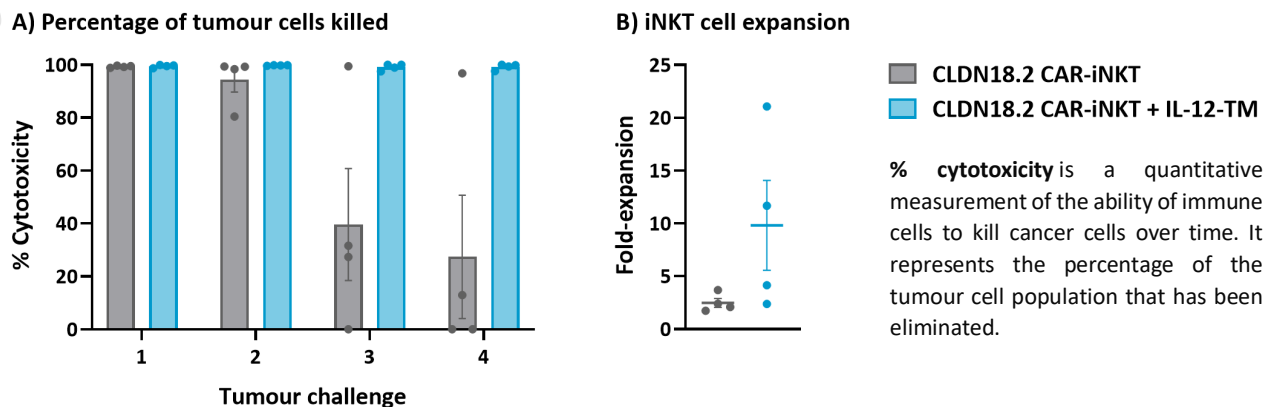 A) Percentage of tumour cells killed
100
80
60
40
20
0
% Cytotoxicity
1 2 3 4
Tumour challenge
B) iNKT cell expansion
25
20
15
10
5
0
Fold-expansion
CLDN18.2 CAR-iNKT
CLDN18.2 CAR-iNKT + IL-12-TM
% cytotoxicity is a quantitative
measurement of the ability of immune
cells to kill cancer cells over time. It
represents the percentage of the
tumour cell population that has been
eliminated.